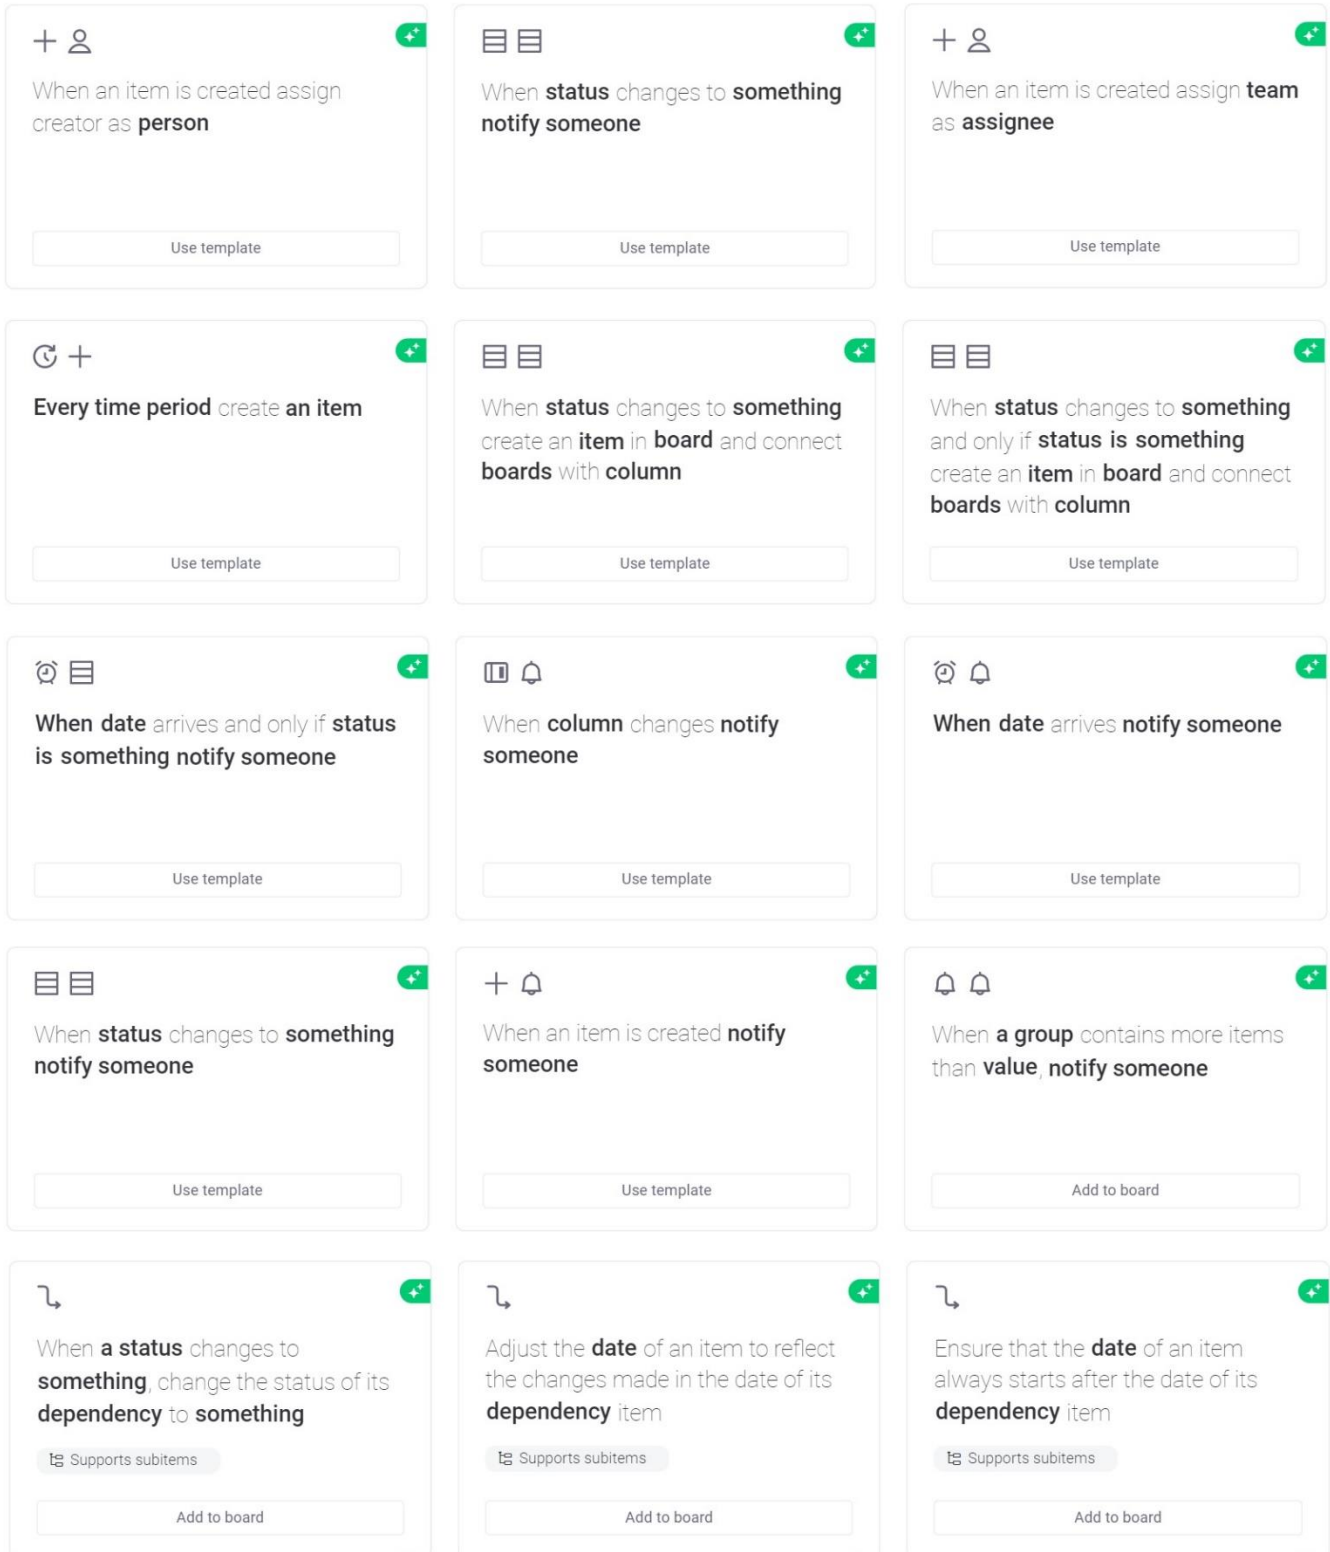 When an item is created assign
creator as person
Use template
When status changes to something
notify someone
Use template
When an item is created assign team
as assignee
Use template
Every time period create an item
Use template
When status changes to something
create an item in board and connect
boards with column
Use template
When status changes to something
and only if status is something
create an item in board and connect
boards with column
Use template
When date arrives and only if status
is something notify someone
Use template
When column changes notify
someone
Use template
When date arrives notify someone
Use template
When status changes to something
notify someone
Use template
When an item is created notify
someone
Use template
When a group contains more items
than value, notify someone
Add to board
When a status changes to
something, change the status of its
dependency to something
Supports subitems
Add to board
Adjust the date of an item to reflect
the changes made in the date of its
dependency item
Supports subitems
Add to board
Ensure that the date of an item
always starts after the date of its
dependency item
Supports subitems
Add to board